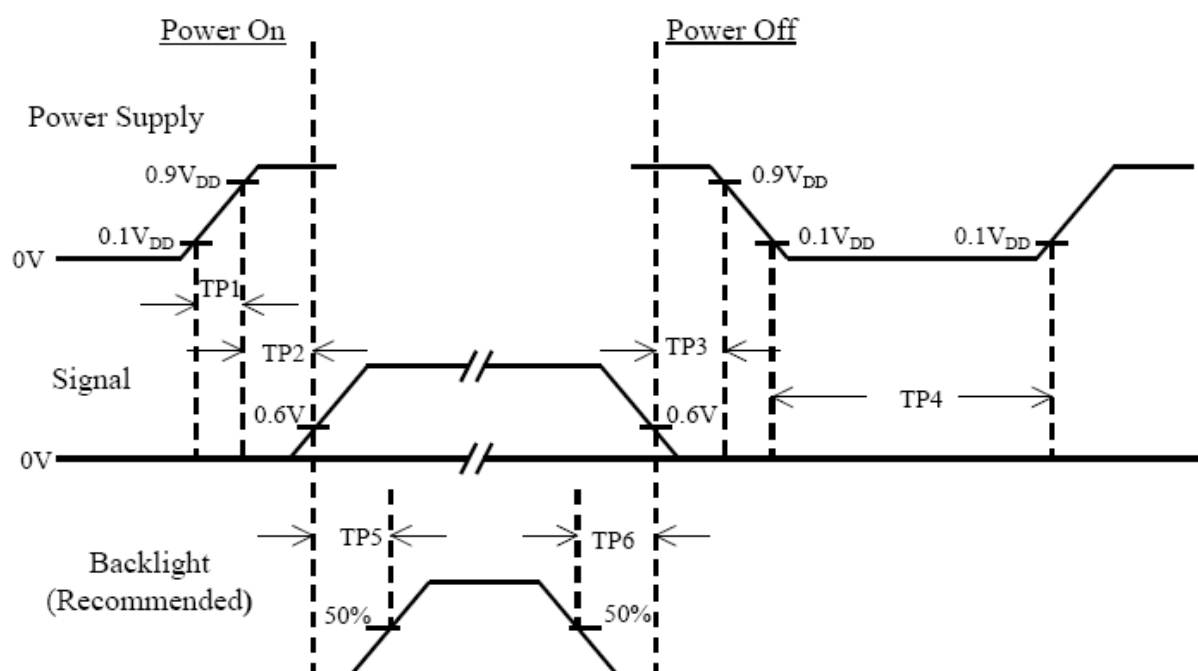 Power On
Power Off
Power Supply
0.9VDD
0.9VDD
0.1VDD
0.1VDD
0.1VDD
0V
TP1
TP2
TP3
Signal
TP4
0.6V
0.6V
0V
TP5
TP6
Backlight
(Recommended)
50%
50%